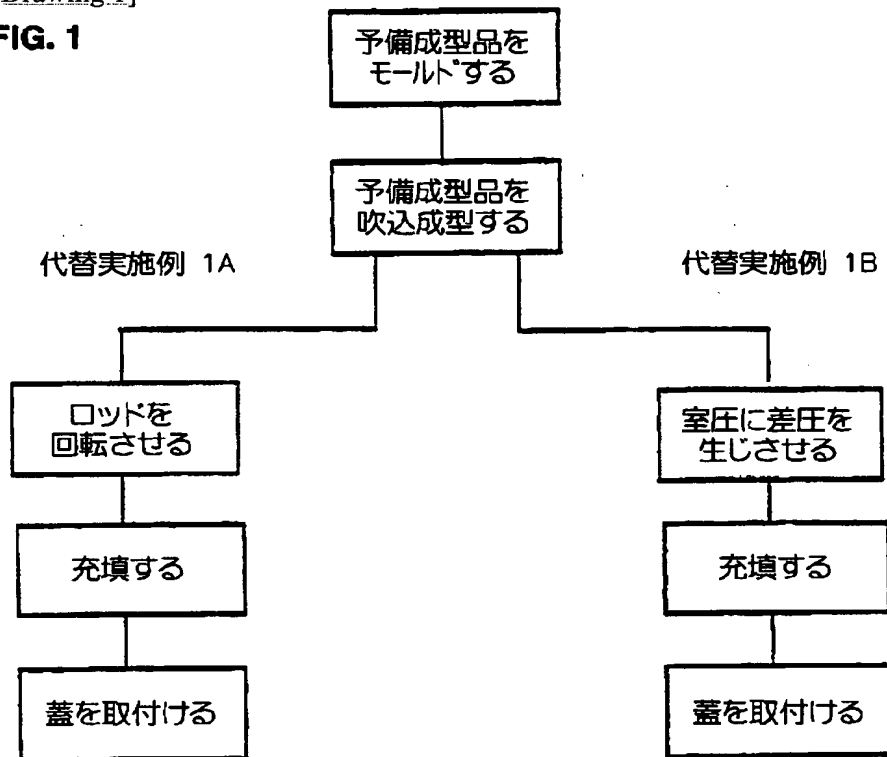 FIG. 1
予備成型品を
モールドする
予備成型品を
吹込成型する
代替実施例 1A
代替実施例 1B
ロッドを
回転させる
室圧に差圧を
生じさせる
充填する
充填する
蓋を取付ける
蓋を取付ける